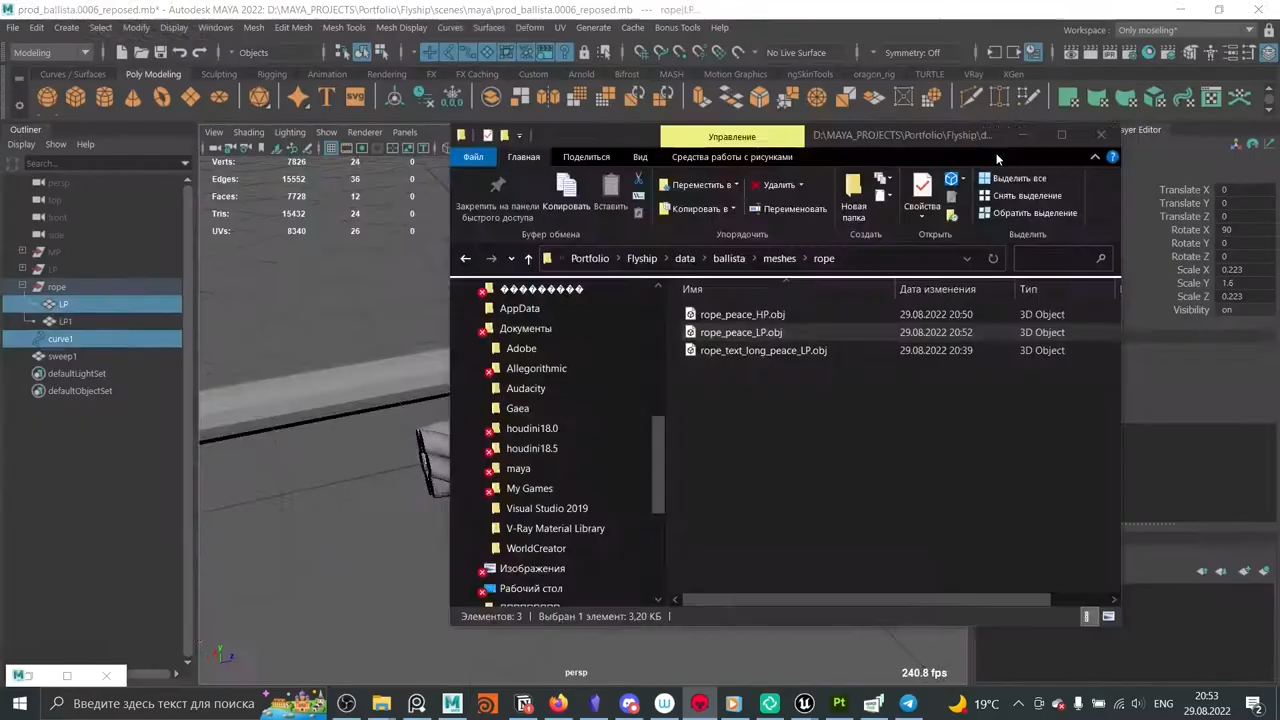 prod_ballista.0006_reposed.mb* - Autodesk MAYA 2022: D:\MAYA_PROJECTS\Portfolio\Flyship\scenes\maya\prod_ballista.0006_reposed.mb --- rope|LP...
File Edit Create Select Modify Display Windows Mesh Edit Mesh Mesh Tools Mesh Display Curves Surfaces Deform UV Generate Cache Bonus Tools Help
Workspace : Only moseling*
Modeling
Objects
No Live Surface
Symmetry: Off
Curves / Surfaces Poly Modeling Sculpting Rigging Animation Rendering FX FX Caching Custom Arnold Bifrost MASH Motion Graphics ngSkinTools oragon_rig TURTLE VRay XGen
SVG
0,0,0
Outliner
Display Show Help
Search...
persp
top
front
side
MP
LP
rope
LP
LP1
curve1
sweep1
defaultLightSet
defaultObjectSet
View Shading Lighting Show Renderer Panels
Verts: 7826 24 0
Edges: 15552 24 0
Faces: 7728 12 0
Tris: 15432 24 0
UVs: 8340 26 0
persp
240.8 fps
Управление
D:\MAYA_PROJECTS\Portfolio\Flyship\d...
Файл Главная Поделиться Вид Средства работы с рисунками
Закрепить на панели быстрого доступа
Копировать
Вставить
Буфер обмена
Переместить в
Копировать в
Удалить
Переименовать
Упорядочить
Новая папка
Создать
Свойства
Открыть
Выделить все
Снять выделение
Обратить выделение
Выделить
Portfolio Flyship data ballista meshes rope
����������
AppData
Документы
Adobe
Allegorithmic
Audacity
Gaea
houdini18.0
houdini18.5
maya
My Games
Visual Studio 2019
V-Ray Material Library
WorldCreator
Изображения
Рабочий стол
Имя Дата изменения Тип
rope_peace_HP.obj 29.08.2022 20:50 3D Object
rope_peace_LP.obj 29.08.2022 20:52 3D Object
rope_text_long_peace_LP.obj 29.08.2022 20:39 3D Object
Элементов: 3 Выбран 1 элемент: 3,20 КБ
ayer Editor
Translate X 0
Translate Y 0
Translate Z 0
Rotate X 90
Rotate Y 0
Rotate Z 0
Scale X 0.223
Scale Y 1.6
Scale Z 0.223
Visibility on
Введите здесь текст для поиска
Pt
19°C
ENG
20:53
29.08.2022